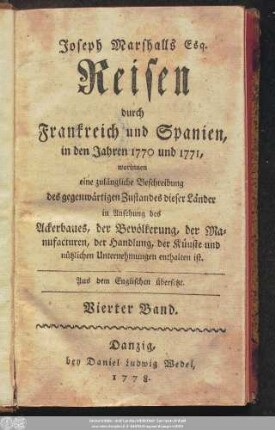 Joseph Marshalls Esq.
Reisen
durch
Frankreich und Spanien,
in den Jahren 1770 und 1771,
worinnen
eine zulängliche Beschreibung
des gegenwärtigen Zustandes dieser Länder
in Ansehung des
Ackerbaues, der Bevölkerung, der Ma-
nufacturen, der Handlung, der Künste und
nützlichen Unternehmungen enthalten ist.
Aus dem Englischen übersetzt.
Vierter Band.
Danzig,
bey Daniel Ludwig Wedel,
1778.